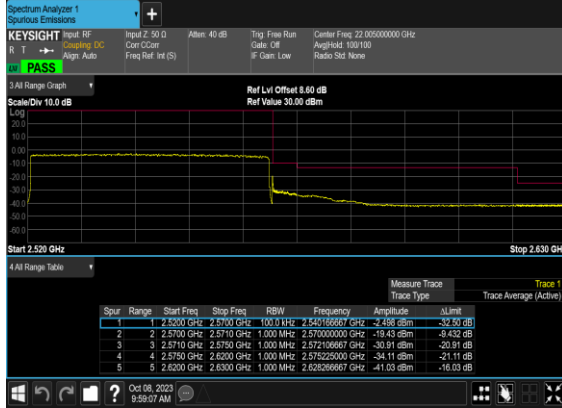 Spectrum Analyzer 1
Spurious Emissions
+
KEYSIGHT Input: RF Input Z: 50 Ω Atten: 40 dB Trig: Free Run Center Freq: 22.005000000 GHz
R T Coupling: DC Corr CCorr Gate: Off Avg|Hold: 100/100
Align: Auto Freq Ref: Int (S) IF Gain: Low Radio Std: None
PASS
3 All Range Graph
Ref Lvl Offset 8.60 dB
Scale/Div 10.0 dB Ref Value 30.00 dBm
Log
20.0
10.0
0.00
-10.0
-20.0
-30.0
-40.0
-50.0
-60.0
Start 2.520 GHz Stop 2.630 GH
4 All Range Table
Measure Trace Trace 1
Trace Type Trace Average (Active)
Spur Range Start Freq Stop Freq RBW Frequency Amplitude ΔLimit
1 1 2.5200 GHz 2.5700 GHz 100.0 kHz 2.540166667 GHz -2.498 dBm -32.50 dB
2 2 2.5700 GHz 2.5710 GHz 1.000 MHz 2.570000000 GHz -19.43 dBm -9.432 dB
3 3 2.5710 GHz 2.5750 GHz 1.000 MHz 2.572106667 GHz -30.91 dBm -20.91 dB
4 4 2.5750 GHz 2.6200 GHz 1.000 MHz 2.575225000 GHz -34.11 dBm -21.11 dB
5 5 2.6200 GHz 2.6300 GHz 1.000 MHz 2.628266667 GHz -41.03 dBm -16.03 dB
? Oct 08, 2023
9:59:07 AM